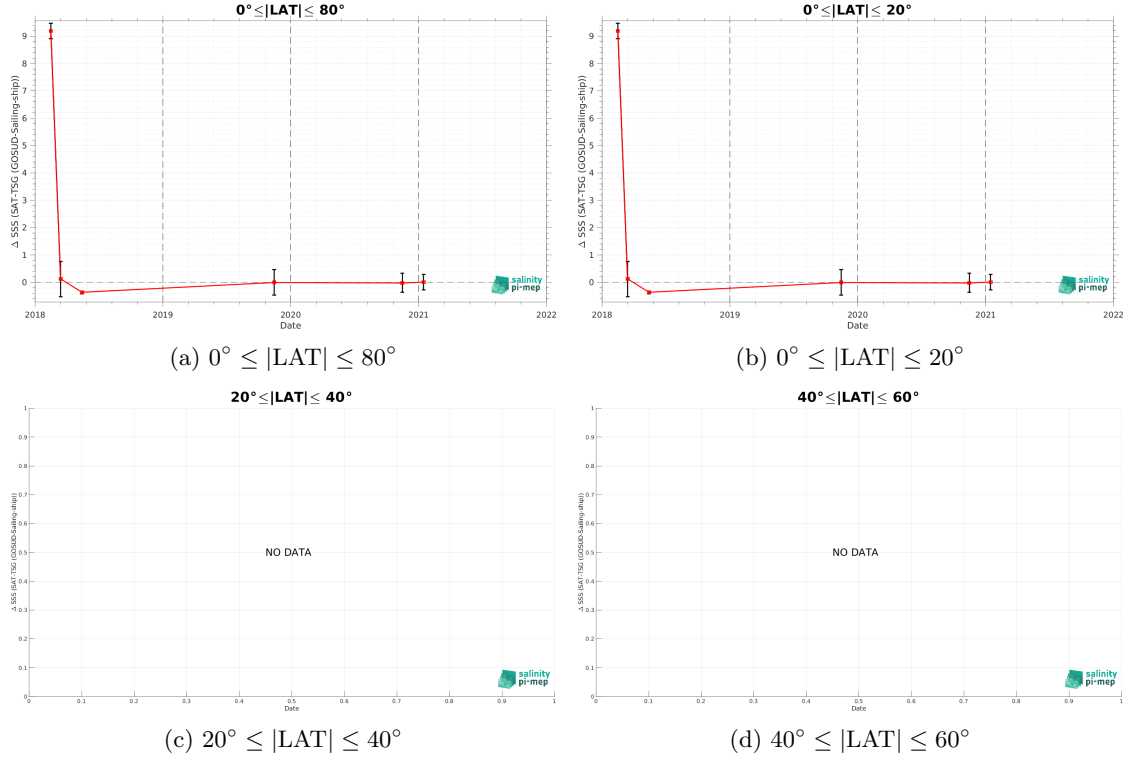 0°≤|LAT|≤ 80°
Δ SSS (SAT-TSG (GOSUD-Sailing-ship))
9
8
7
6
5
4
3
2
1
0
2018
2019
2020
2021
2022
Date
salinity
pi-mep
(a) 0° ≤ |LAT| ≤ 80°
0°≤|LAT|≤ 20°
Δ SSS (SAT-TSG (GOSUD-Sailing-ship))
9
8
7
6
5
4
3
2
1
0
2018
2019
2020
2021
2022
Date
salinity
pi-mep
(b) 0° ≤ |LAT| ≤ 20°
20°≤|LAT|≤ 40°
Δ SSS (SAT-TSG (GOSUD-Sailing-ship))
1
0.9
0.8
0.7
0.6
0.5
0.4
0.3
0.2
0.1
0
NO DATA
0
0.1
0.2
0.3
0.4
0.5
0.6
0.7
0.8
0.9
1
Date
salinity
pi-mep
(c) 20° ≤ |LAT| ≤ 40°
40°≤|LAT|≤ 60°
Δ SSS (SAT-TSG (GOSUD-Sailing-ship))
1
0.9
0.8
0.7
0.6
0.5
0.4
0.3
0.2
0.1
0
NO DATA
0
0.1
0.2
0.3
0.4
0.5
0.6
0.7
0.8
0.9
1
Date
salinity
pi-mep
(d) 40° ≤ |LAT| ≤ 60°